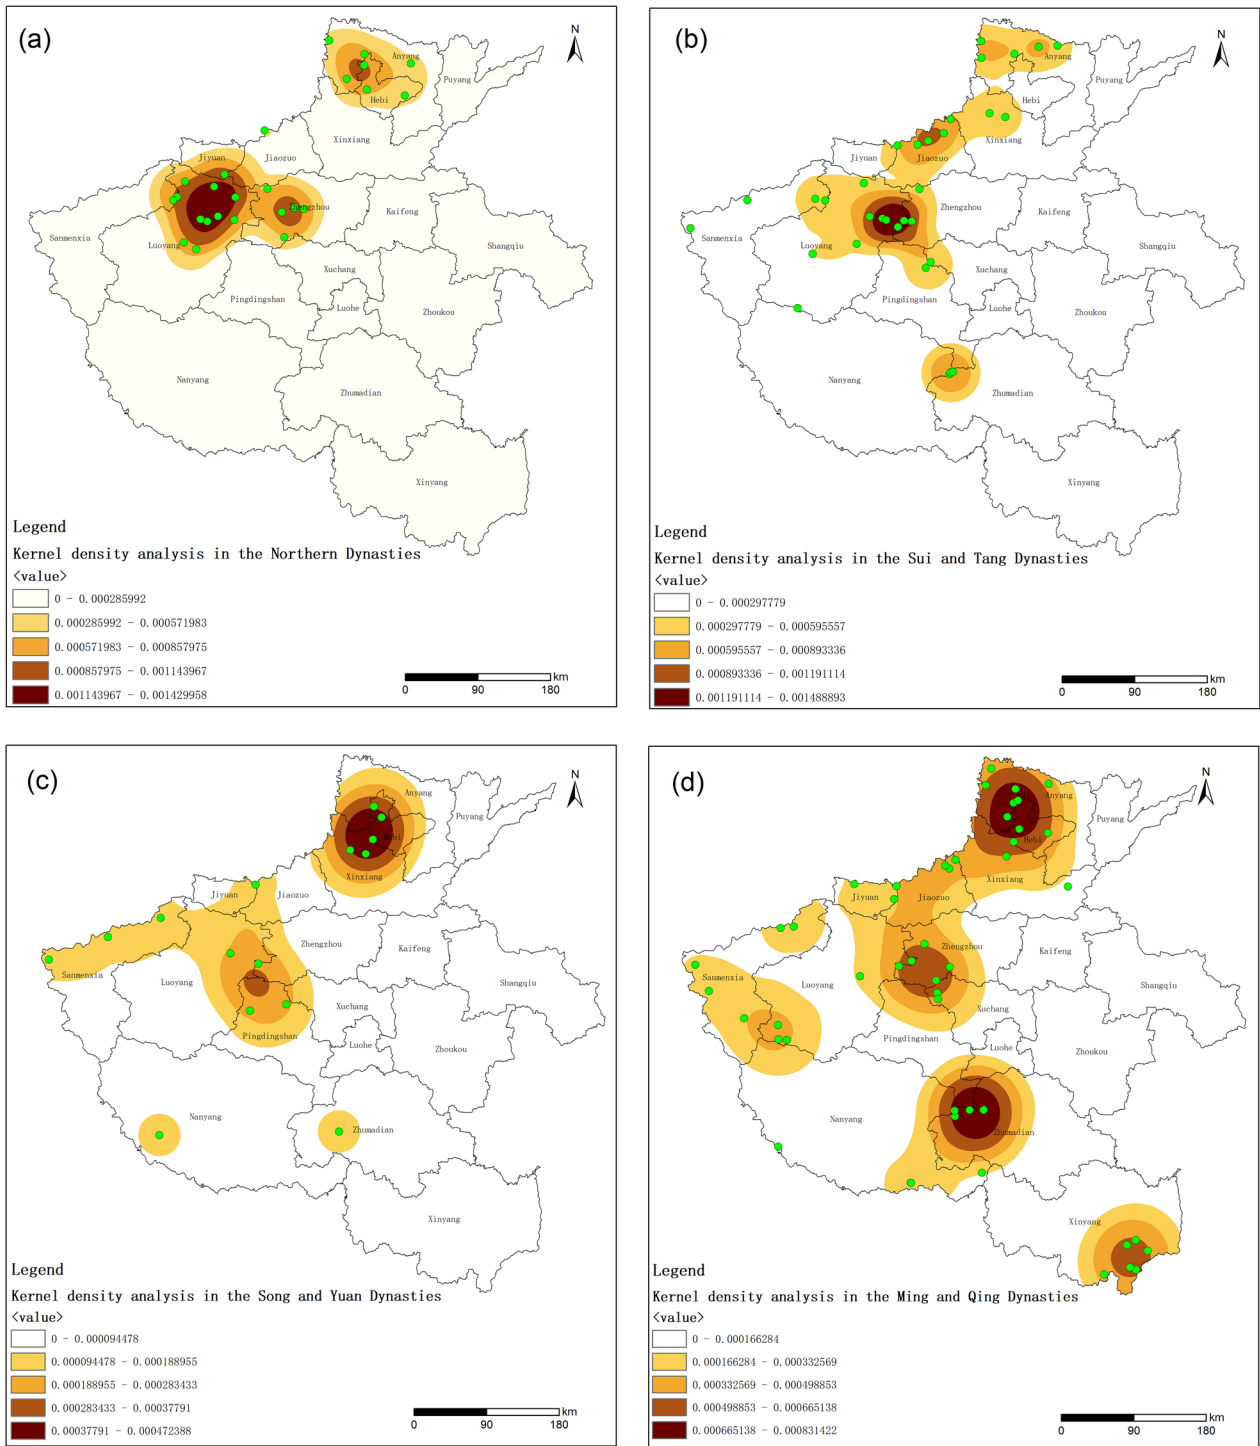 (a)
N
Anyang
Puyang
Hebi
Xinxiang
Jiyuan
Jiaozuo
Zhengzhou
Kaifeng
Sanmenxia
Luoyang
Shangqiu
Xuchang
Pingdingshan
Luohe
Zhoukou
Nanyang
Zhumadian
Xinyang
Legend
Kernel density analysis in the Northern Dynasties
<value>
0 - 0.000285992
0.000285992 - 0.000571983
0.000571983 - 0.000857975
0.000857975 - 0.001143967
0.001143967 - 0.001429958
km
0 90 180
(b)
N
Anyang
Puyang
Hebi
Xinxiang
Jiyuan
Jiaozuo
Zhengzhou
Kaifeng
Sanmenxia
Luoyang
Shangqiu
Xuchang
Pingdingshan
Luohe
Zhoukou
Nanyang
Zhumadian
Xinyang
Legend
Kernel density analysis in the Sui and Tang Dynasties
<value>
0 - 0.000297779
0.000297779 - 0.000595557
0.000595557 - 0.000893336
0.000893336 - 0.001191114
0.001191114 - 0.001488893
km
0 90 180
(c)
N
Anyang
Puyang
Hebi
Xinxiang
Jiyuan
Jiaozuo
Zhengzhou
Kaifeng
Sanmenxia
Luoyang
Shangqiu
Xuchang
Pingdingshan
Luohe
Zhoukou
Nanyang
Zhumadian
Xinyang
Legend
Kernel density analysis in the Song and Yuan Dynasties
<value>
0 - 0.000094478
0.000094478 - 0.000188955
0.000188955 - 0.000283433
0.000283433 - 0.00037791
0.00037791 - 0.000472388
km
0 90 180
(d)
N
Anyang
Puyang
Hebi
Xinxiang
Jiyuan
Jiaozuo
Zhengzhou
Kaifeng
Sanmenxia
Luoyang
Shangqiu
Xuchang
Pingdingshan
Luohe
Zhoukou
Nanyang
Zhumadian
Xinyang
Legend
Kernel density analysis in the Ming and Qing Dynasties
<value>
0 - 0.000166284
0.000166284 - 0.000332569
0.000332569 - 0.000498853
0.000498853 - 0.000665138
0.000665138 - 0.000831422
km
0 90 180